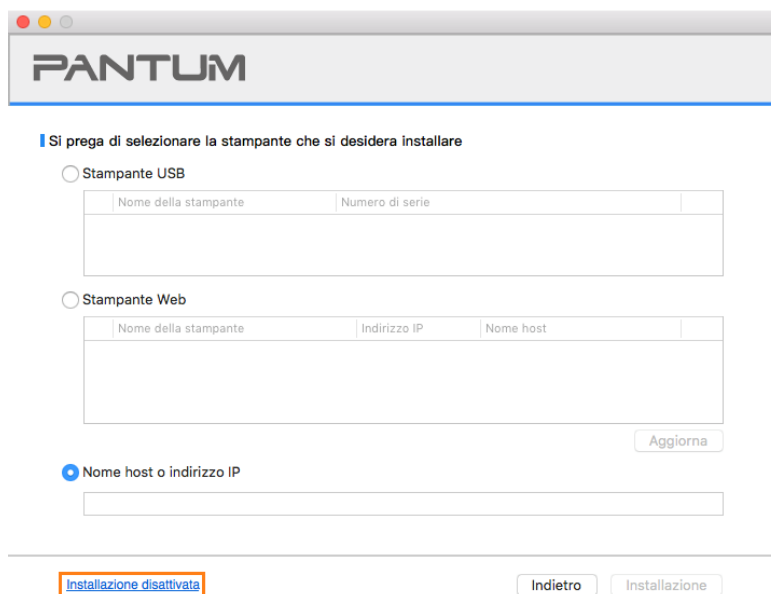 PANTUM
Si prega di selezionare la stampante che si desidera installare
Stampante USB
Nome della stampante Numero di serie
Stampante Web
Nome della stampante Indirizzo IP Nome host
Aggiorna
Nome host o indirizzo IP
Installazione disattivata Indietro Installazione